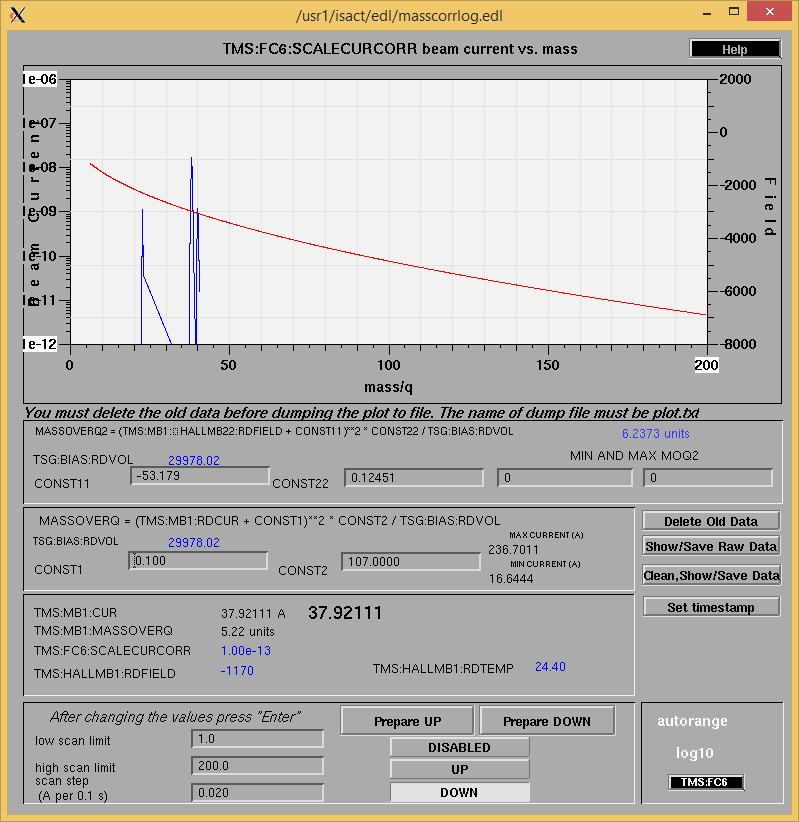 /usr1/isact/edl/masscorrlog.edl
TMS:FC6:SCALECURCORR beam current vs. mass
Help
1e-06
1e-07
1e-08
1e-09
1e-10
1e-11
1e-12
Beam Current
2000
0
-2000
-4000
-6000
-8000
Field
0 50 100 150 200
mass/q
You must delete the old data before dumping the plot to file. The name of dump file must be plot.txt
MASSOVERQ2 = (TMS:MB1: HALLMB22:RDFIELD + CONST11)**2 * CONST22 / TSG:BIAS:RDVOL
6.2373 units
TSG:BIAS:RDVOL 29978.02
MIN AND MAX MOQ2
CONST11 -53.179 CONST22 0.12451 0 0
MASSOVERQ = (TMS:MB1:RDCUR + CONST1)**2 * CONST2 / TSG:BIAS:RDVOL
TSG:BIAS:RDVOL 29978.02
MAX CURRENT (A)
236.7011
CONST1 0.100 CONST2 107.0000
MIN CURRENT (A)
16.6444
Delete Old Data
Show/Save Raw Data
Clean,Show/Save Data
Set timestamp
TMS:MB1:CUR 37.92111 A 37.92111
TMS:MB1:MASSOVERQ 5.22 units
TMS:FC6:SCALECURCORR 1.00e-13
TMS:HALLMB1:RDFIELD -1170
TMS:HALLMB1:RDTEMP 24.40
After changing the values press "Enter"
low scan limit 1.0
high scan limit 200.0
scan step
(A per 0.1 s) 0.020
Prepare UP Prepare DOWN
DISABLED
UP
DOWN
autorange
log10
TMS:FC6